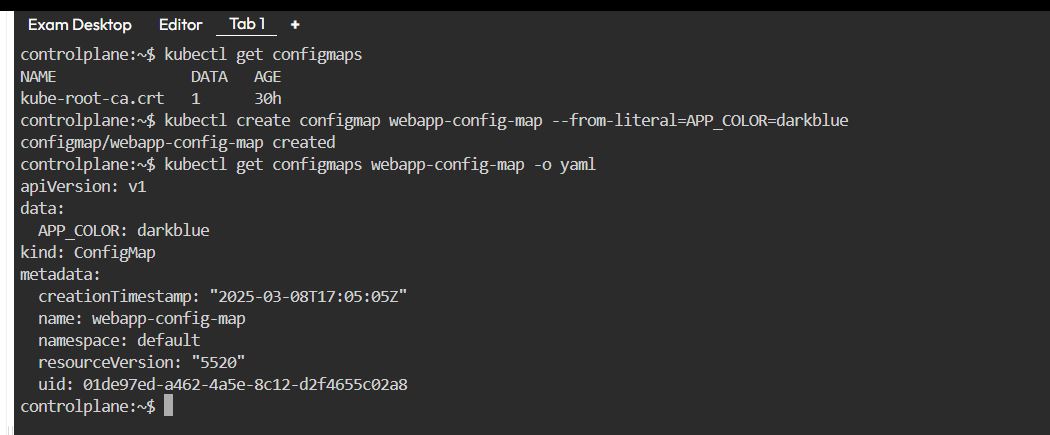 Exam Desktop Editor Tab 1 +
controlplane:~$ kubectl get configmaps
NAME DATA AGE
kube-root-ca.crt 1 30h
controlplane:~$ kubectl create configmap webapp-config-map --from-literal=APP_COLOR=darkblue
configmap/webapp-config-map created
controlplane:~$ kubectl get configmaps webapp-config-map -o yaml
apiVersion: v1
data:
  APP_COLOR: darkblue
kind: ConfigMap
metadata:
  creationTimestamp: "2025-03-08T17:05:05Z"
  name: webapp-config-map
  namespace: default
  resourceVersion: "5520"
  uid: 01de97ed-a462-4a5e-8c12-d2f4655c02a8
controlplane:~$